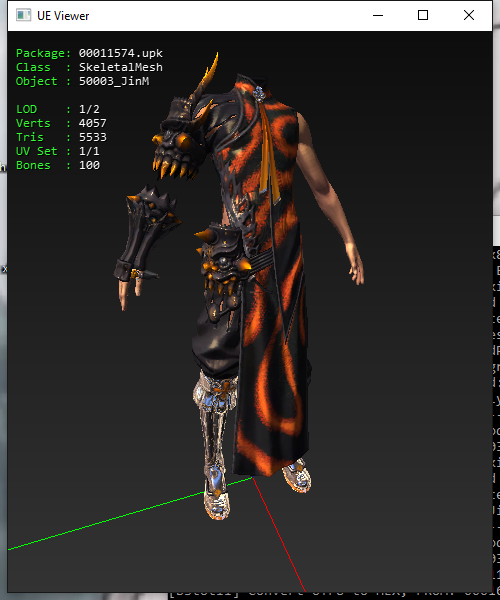 UE Viewer
Package: 00011574.upk
Class : SkeletalMesh
Object : 50003_JinM
LOD : 1/2
Verts : 4057
Tris : 5533
UV Set : 1/1
Bones : 100